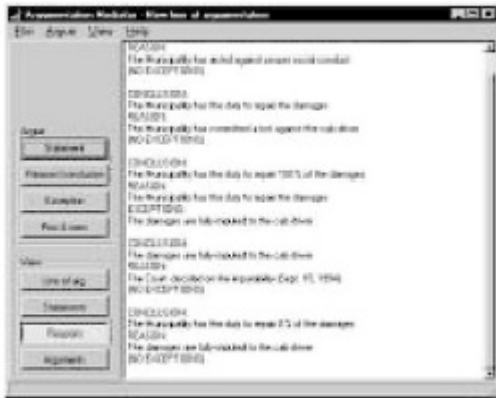 Argumentation Mediator - New line of argumentation
File Argue View Help
REASON:
The Municipality has acted against proper social conduct
(NO EXCEPTIONS)
CONCLUSION:
The Municipality has the duty to repair the damages
REASON:
The Municipality has committed a tort against the cab driver
(NO EXCEPTIONS)
CONCLUSION:
The Municipality has the duty to repair 100% of the damages
REASON:
The Municipality has the duty to repair the damages
EXCEPTIONS:
The damages are fully imputed to the cab driver
CONCLUSION:
The damages are fully imputed to the cab driver
REASON:
The Court decided on the imputability (Sept. 1994)
(NO EXCEPTIONS)
CONCLUSION:
The Municipality has the duty to repair 0% of the damages
REASON:
The damages are fully imputed to the cab driver
(NO EXCEPTIONS)
Argue
Statement
Reason/conclusion
Exception
View
Line of arg.
Statements
Reasons
Arguments